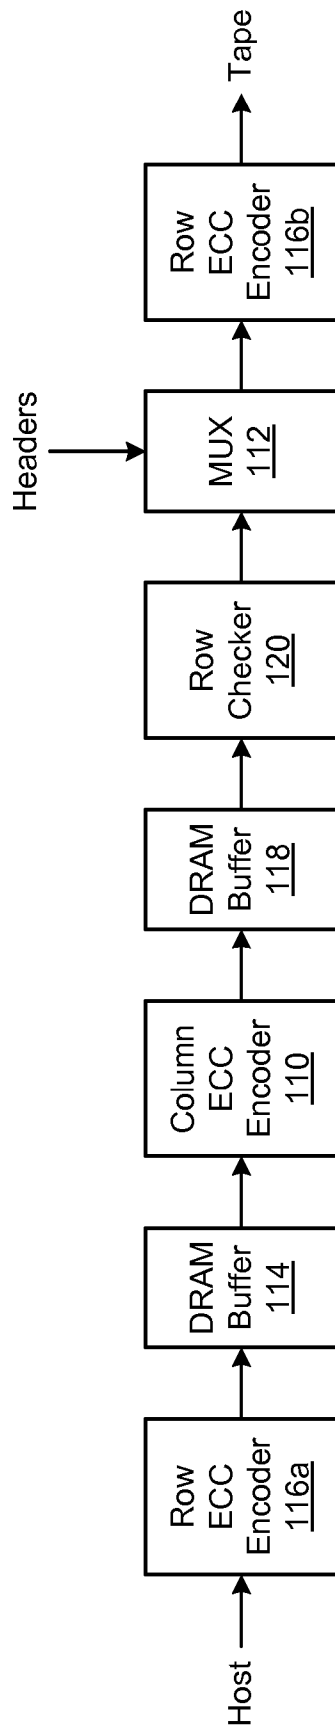 Host
Row
ECC
Encoder
116a
DRAM
Buffer
114
Column
ECC
Encoder
110
DRAM
Buffer
118
Row
Checker
120
Headers
MUX
112
Row
ECC
Encoder
116b
Tape